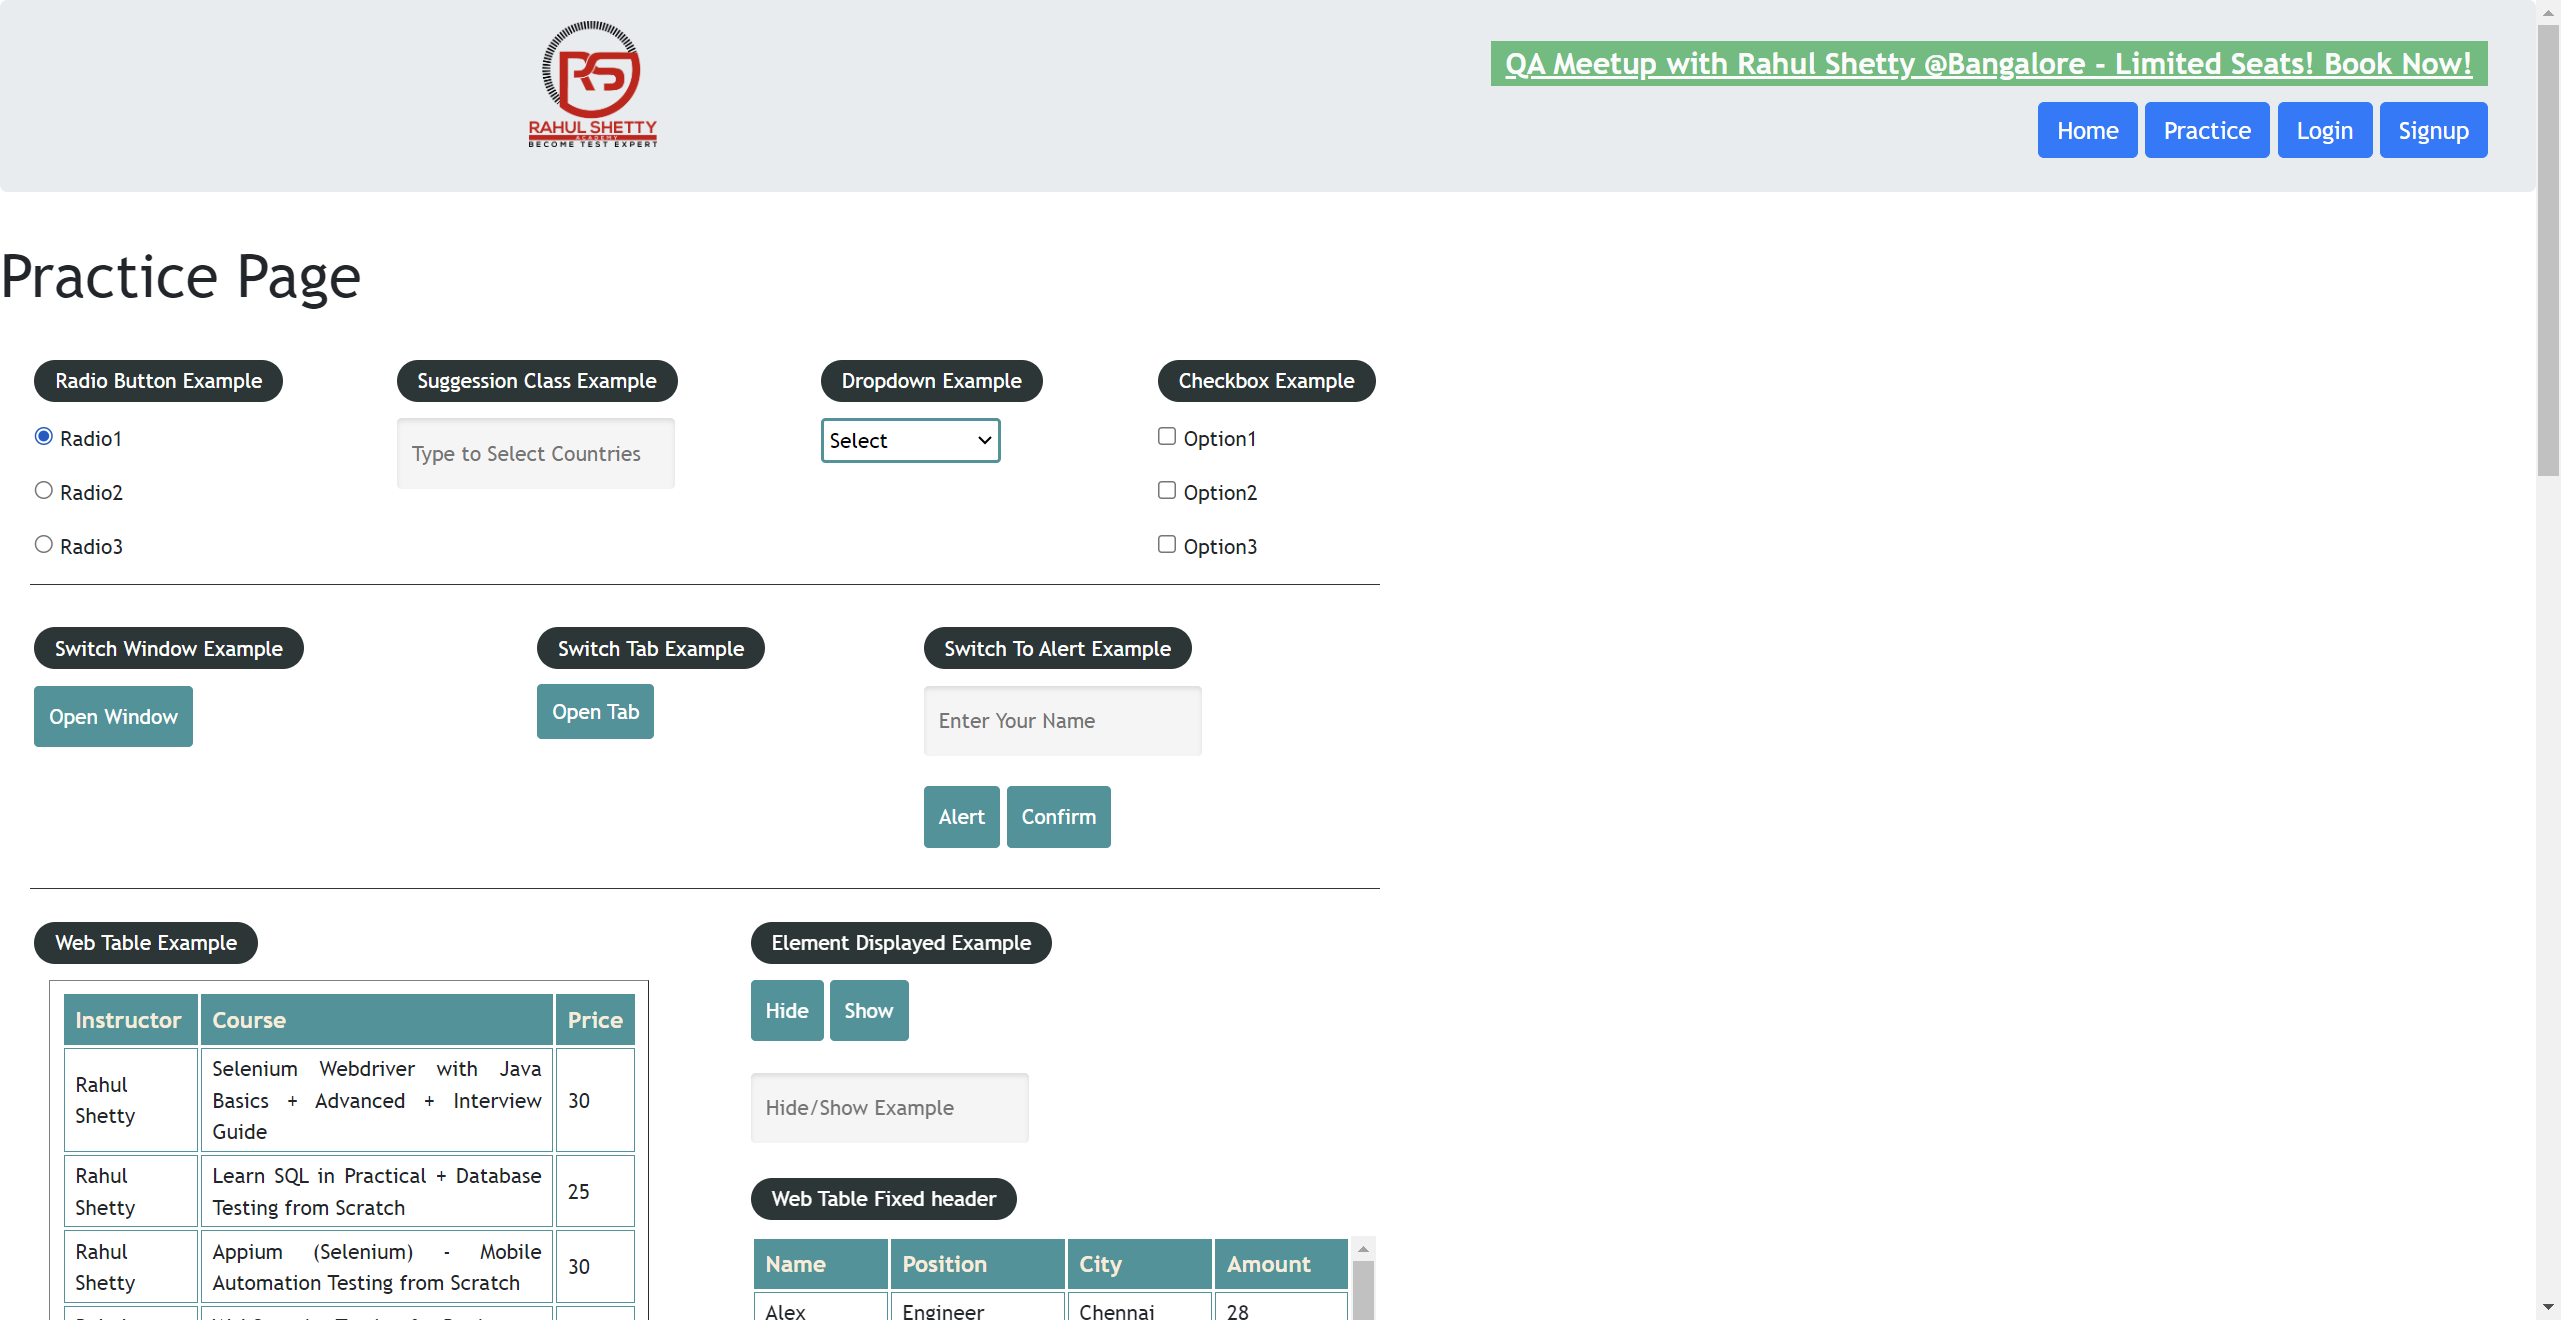 RAHUL SHETTY
ACADEMY
BECOME TEST EXPERT
QA Meetup with Rahul Shetty @Bangalore - Limited Seats! Book Now!
Home Practice Login Signup
Practice Page
Radio Button Example
Radio1
Radio2
Radio3
Suggession Class Example
Type to Select Countries
Dropdown Example
Select
Checkbox Example
Option1
Option2
Option3
Switch Window Example
Open Window
Switch Tab Example
Open Tab
Switch To Alert Example
Enter Your Name
Alert Confirm
Web Table Example
Instructor Course Price
Rahul Shetty Selenium Webdriver with Java Basics + Advanced + Interview Guide 30
Rahul Shetty Learn SQL in Practical + Database Testing from Scratch 25
Rahul Shetty Appium (Selenium) - Mobile Automation Testing from Scratch 30
Element Displayed Example
Hide Show
Hide/Show Example
Web Table Fixed header
Name Position City Amount
Alex Engineer Chennai 28